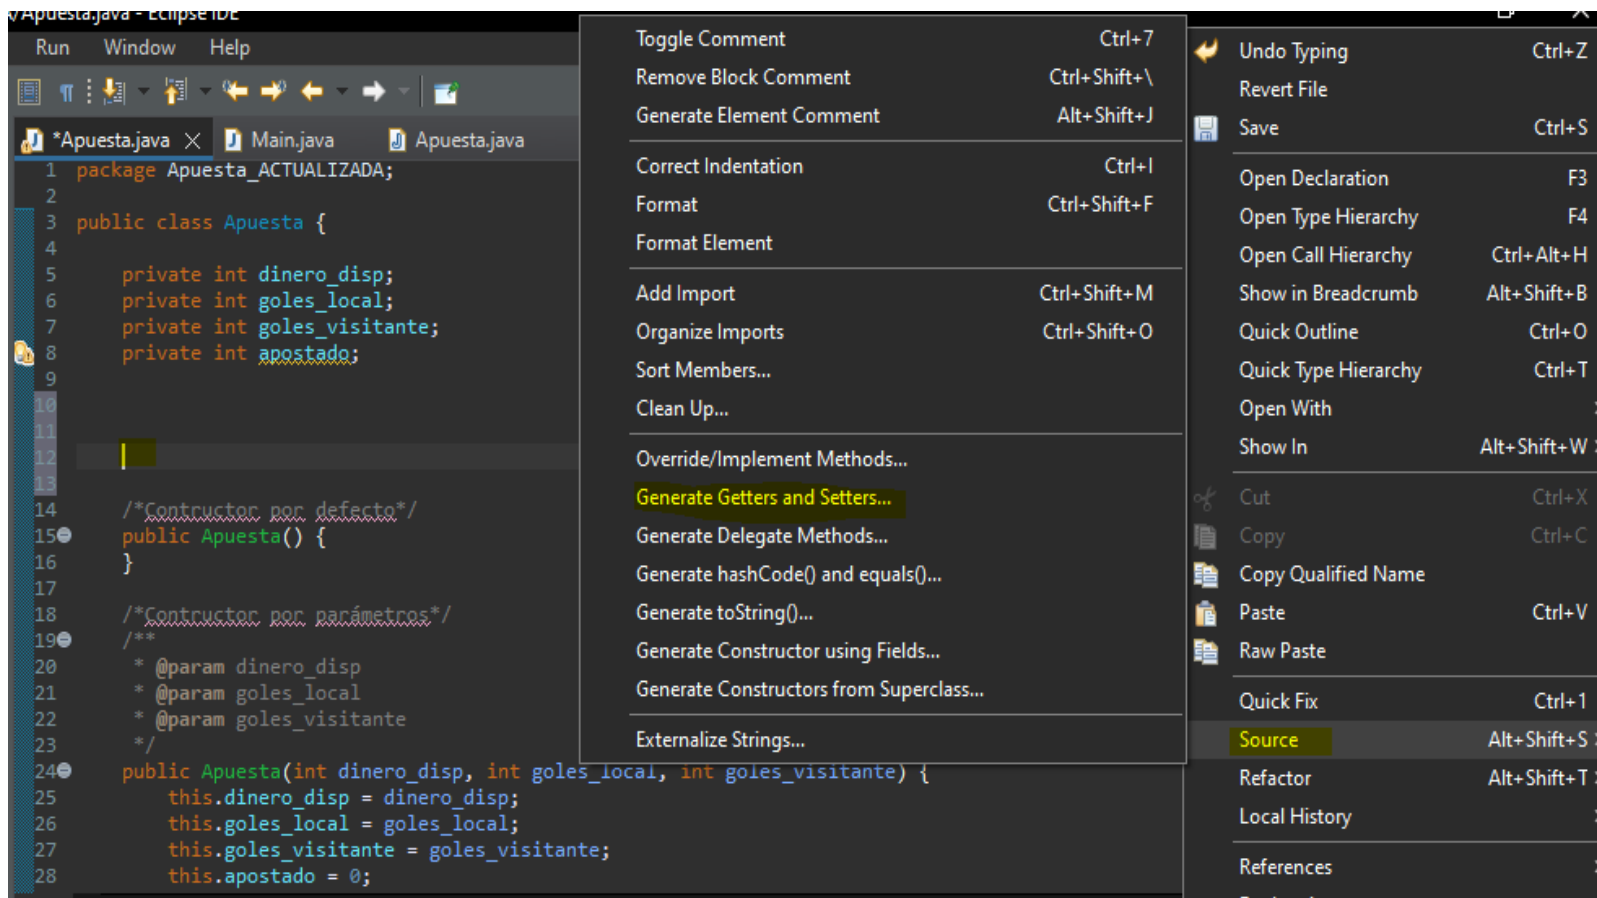 /Apuesta.java - Eclipse IDE
Run Window Help
*Apuesta.java Main.java Apuesta.java
1 package Apuesta_ACTUALIZADA;
2
3 public class Apuesta {
4
5 private int dinero_disp;
6 private int goles_local;
7 private int goles_visitante;
8 private int apostado;
9
10
11
12
13
14 /*Contructor por defecto*/
15 public Apuesta() {
16 }
17
18 /*Contructor por parámetros*/
19 /**
20 * @param dinero_disp
21 * @param goles_local
22 * @param goles_visitante
23 */
24 public Apuesta(int dinero_disp, int goles_local, int goles_visitante) {
25 this.dinero_disp = dinero_disp;
26 this.goles_local = goles_local;
27 this.goles_visitante = goles_visitante;
28 this.apostado = 0;
Toggle Comment Ctrl+7
Remove Block Comment Ctrl+Shift+\
Generate Element Comment Alt+Shift+J
Correct Indentation Ctrl+I
Format Ctrl+Shift+F
Format Element
Add Import Ctrl+Shift+M
Organize Imports Ctrl+Shift+O
Sort Members...
Clean Up...
Override/Implement Methods...
Generate Getters and Setters...
Generate Delegate Methods...
Generate hashCode() and equals()...
Generate toString()...
Generate Constructor using Fields...
Generate Constructors from Superclass...
Externalize Strings...
Undo Typing Ctrl+Z
Revert File
Save Ctrl+S
Open Declaration F3
Open Type Hierarchy F4
Open Call Hierarchy Ctrl+Alt+H
Show in Breadcrumb Alt+Shift+B
Quick Outline Ctrl+O
Quick Type Hierarchy Ctrl+T
Open With
Show In Alt+Shift+W
Cut Ctrl+X
Copy Ctrl+C
Copy Qualified Name
Paste Ctrl+V
Raw Paste
Quick Fix Ctrl+1
Source Alt+Shift+S
Refactor Alt+Shift+T
Local History
References